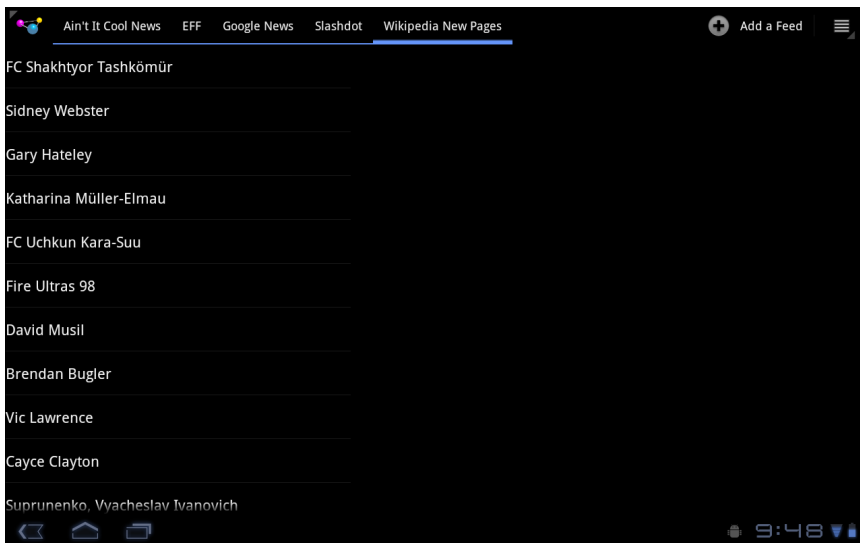 Ain't It Cool News EFF Google News Slashdot Wikipedia New Pages Add a Feed
FC Shakhtyor Tashkömür
Sidney Webster
Gary Hateley
Katharina Müller-Elmau
FC Uchkun Kara-Suu
Fire Ultras 98
David Musil
Brendan Bugler
Vic Lawrence
Cayce Clayton
Suprunenko, Vyacheslav Ivanovich
9:48